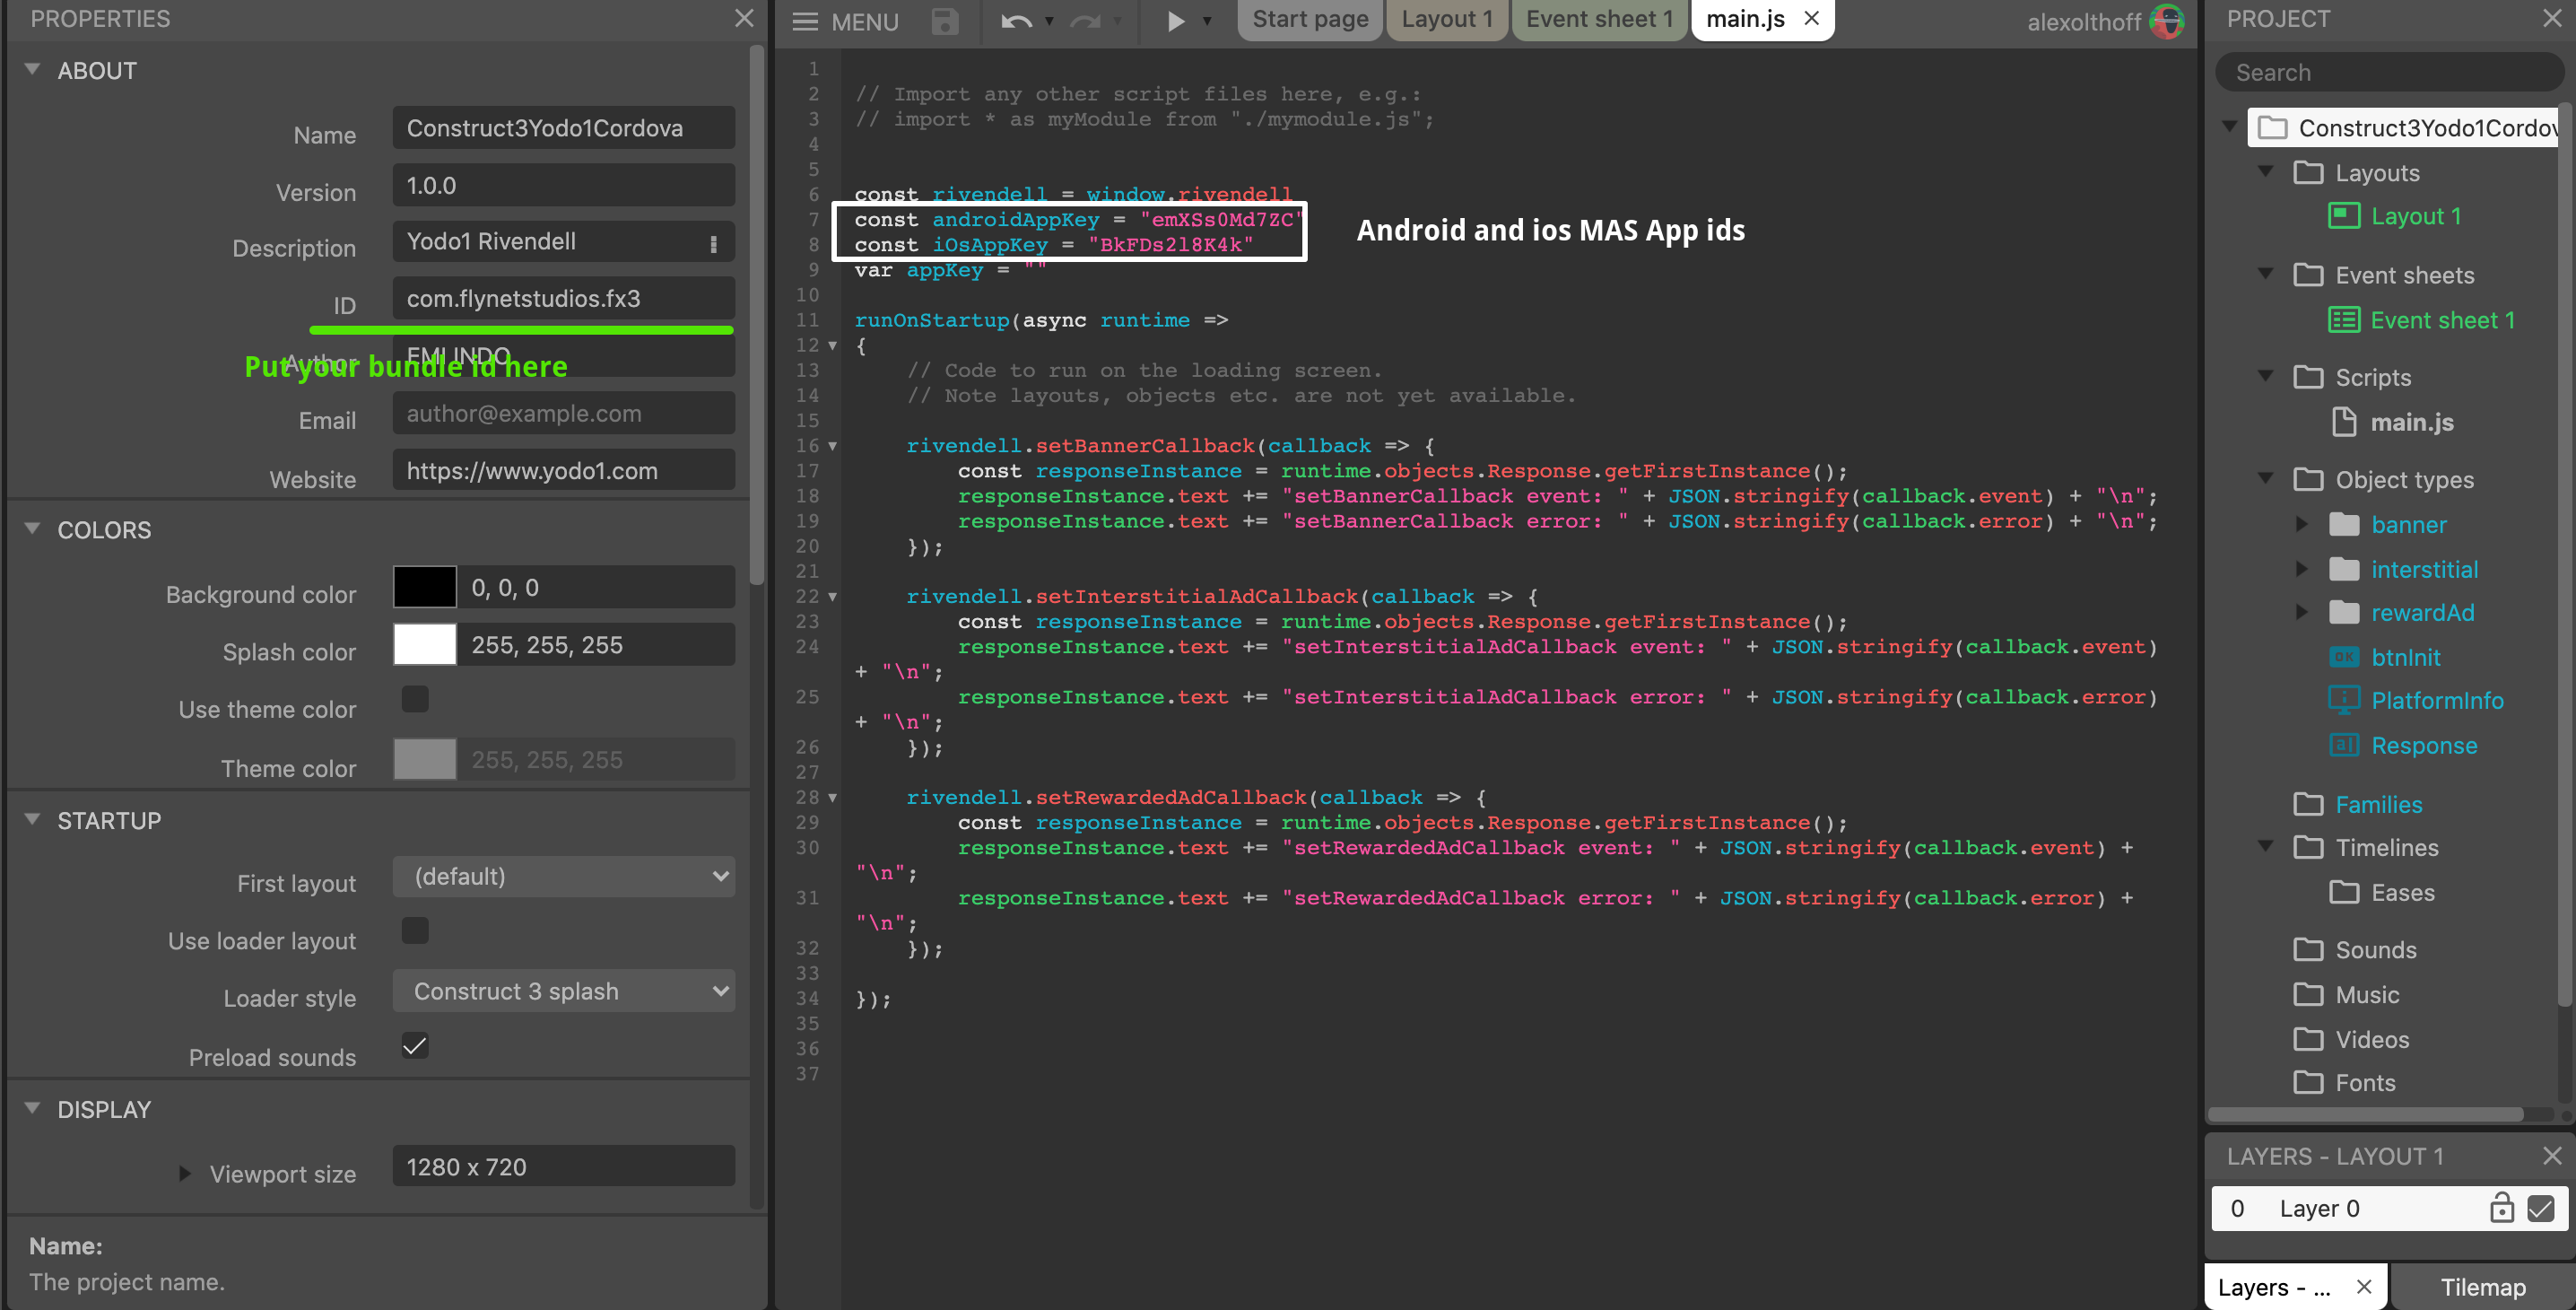 PROPERTIES
ABOUT
Name
Construct3Yodo1Cordova
Version
1.0.0
Description
Yodo1 Rivendell
ID
com.flynetstudios.fx3
Author
EMI INDO
Put your bundle id here
Email
author@example.com
Website
https://www.yodo1.com
COLORS
Background color
0, 0, 0
Splash color
255, 255, 255
Use theme color
Theme color
255, 255, 255
STARTUP
First layout
(default)
Use loader layout
Loader style
Construct 3 splash
Preload sounds
DISPLAY
Viewport size
1280 x 720
Name:
The project name.
MENU
Start page
Layout 1
Event sheet 1
main.js
alexolthoff
1
2 // Import any other script files here, e.g.:
3 // import * as myModule from "./mymodule.js";
4
5
6 const rivendell = window.rivendell
7 const androidAppKey = "emXSs0Md7ZC"
8 const iOsAppKey = "BkFDs2l8K4k"
Android and ios MAS App ids
9 var appKey = ""
10
11 runOnStartup(async runtime =>
12 {
13 // Code to run on the loading screen.
14 // Note layouts, objects etc. are not yet available.
15
16 rivendell.setBannerCallback(callback => {
17 const responseInstance = runtime.objects.Response.getFirstInstance();
18 responseInstance.text += "setBannerCallback event: " + JSON.stringify(callback.event) + "\n";
19 responseInstance.text += "setBannerCallback error: " + JSON.stringify(callback.error) + "\n";
20 });
21
22 rivendell.setInterstitialAdCallback(callback => {
23 const responseInstance = runtime.objects.Response.getFirstInstance();
24 responseInstance.text += "setInterstitialAdCallback event: " + JSON.stringify(callback.event)
+ "\n";
25 responseInstance.text += "setInterstitialAdCallback error: " + JSON.stringify(callback.error)
+ "\n";
26 });
27
28 rivendell.setRewardedAdCallback(callback => {
29 const responseInstance = runtime.objects.Response.getFirstInstance();
30 responseInstance.text += "setRewardedAdCallback event: " + JSON.stringify(callback.event) +
"\n";
31 responseInstance.text += "setRewardedAdCallback error: " + JSON.stringify(callback.error) +
"\n";
32 });
33
34 });
35
36
37
PROJECT
Search
Construct3Yodo1Cordov
Layouts
Layout 1
Event sheets
Event sheet 1
Scripts
main.js
Object types
banner
interstitial
rewardAd
OK btnInit
PlatformInfo
Response
Families
Timelines
Eases
Sounds
Music
Videos
Fonts
LAYERS - LAYOUT 1
0 Layer 0
Layers - ...
Tilemap